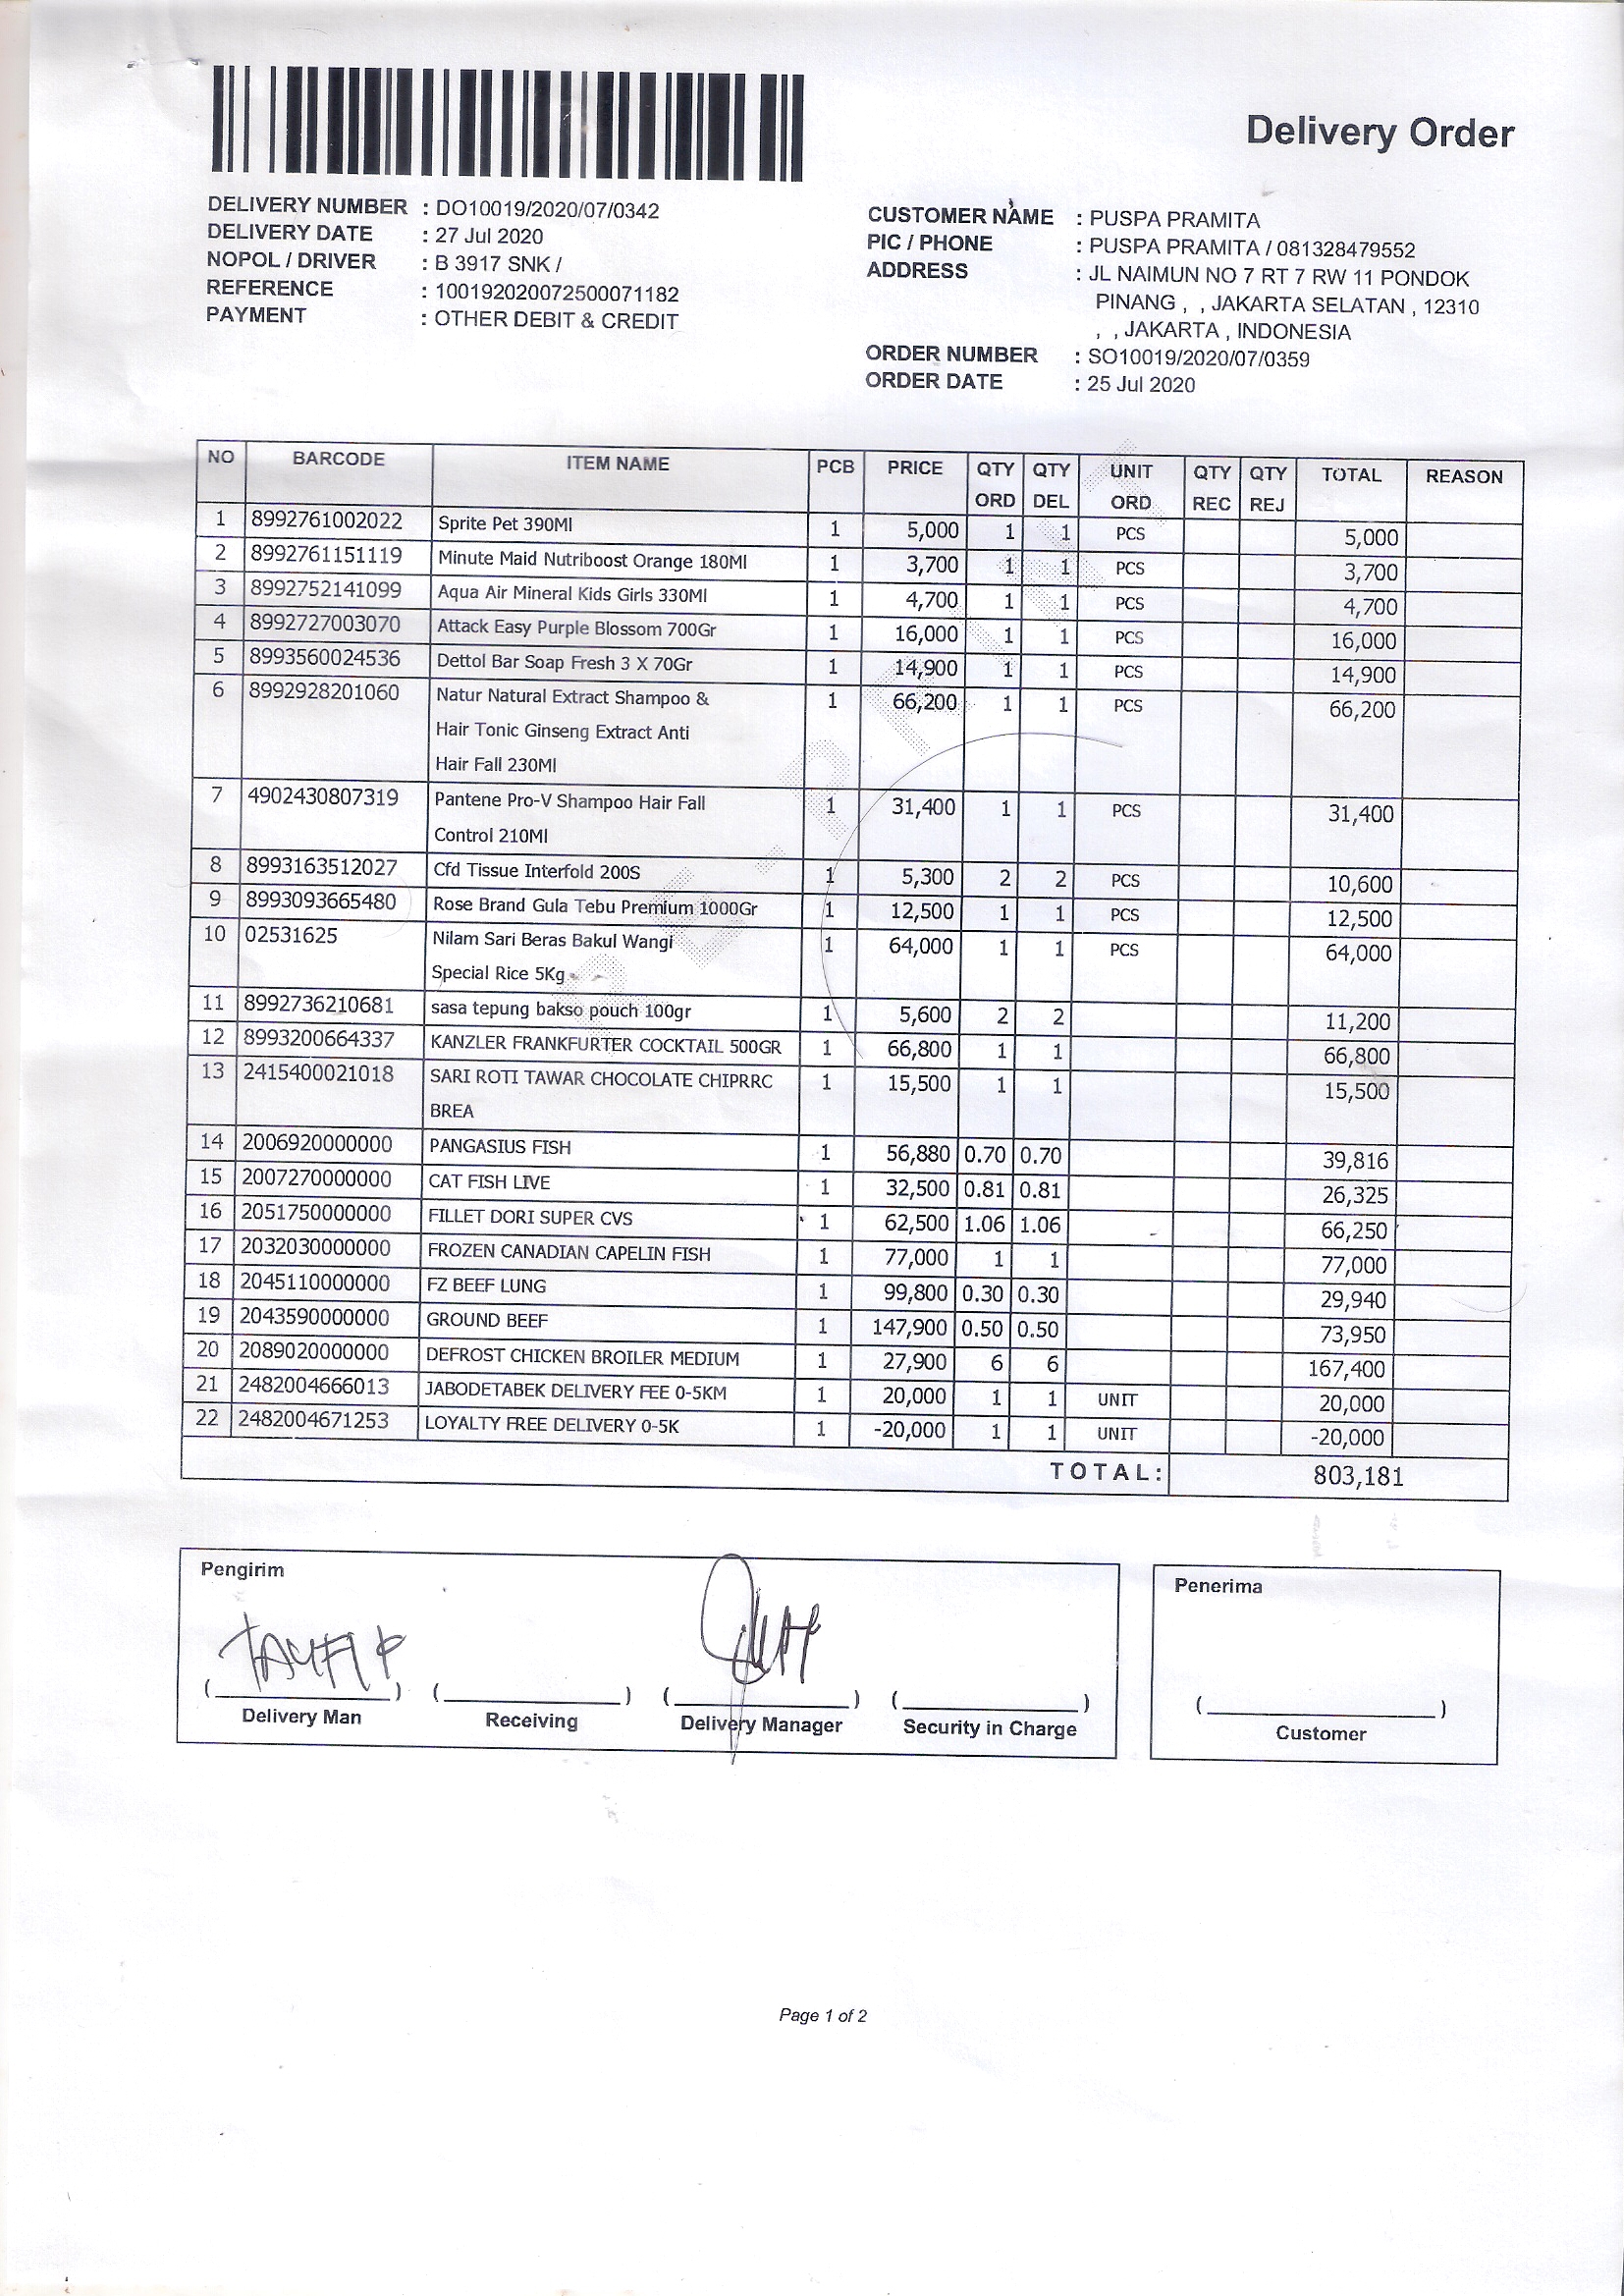 Delivery Order
DELIVERY NUMBER : DO10019/2020/07/0342
DELIVERY DATE : 27 Jul 2020
NOPOL / DRIVER : B 3917 SNK /
REFERENCE : 100192020072500071182
PAYMENT : OTHER DEBIT & CREDIT
CUSTOMER NAME : PUSPA PRAMITA
PIC / PHONE : PUSPA PRAMITA / 081328479552
ADDRESS : JL NAIMUN NO 7 RT 7 RW 11 PONDOK
PINANG , , JAKARTA SELATAN , 12310
, , JAKARTA , INDONESIA
ORDER NUMBER : SO10019/2020/07/0359
ORDER DATE : 25 Jul 2020
NO BARCODE ITEM NAME PCB PRICE QTY ORD QTY DEL UNIT ORD QTY REC QTY REJ TOTAL REASON
1 8992761002022 Sprite Pet 390Ml 1 5,000 1 1 PCS 5,000
2 8992761151119 Minute Maid Nutriboost Orange 180Ml 1 3,700 1 1 PCS 3,700
3 8992752141099 Aqua Air Mineral Kids Girls 330Ml 1 4,700 1 1 PCS 4,700
4 8992727003070 Attack Easy Purple Blossom 700Gr 1 16,000 1 1 PCS 16,000
5 8993560024536 Dettol Bar Soap Fresh 3 X 70Gr 1 14,900 1 1 PCS 14,900
6 8992928201060 Natur Natural Extract Shampoo & 1 66,200 1 1 PCS 66,200
Hair Tonic Ginseng Extract Anti
Hair Fall 230Ml
7 4902430807319 Pantene Pro-V Shampoo Hair Fall 1 31,400 1 1 PCS 31,400
Control 210Ml
8 8993163512027 Cfd Tissue Interfold 200S 1 5,300 2 2 PCS 10,600
9 8993093665480 Rose Brand Gula Tebu Premium 1000Gr 1 12,500 1 1 PCS 12,500
10 02531625 Nilam Sari Beras Bakul Wangi 1 64,000 1 1 PCS 64,000
Special Rice 5Kg
11 8992736210681 sasa tepung bakso pouch 100gr 1 5,600 2 2 11,200
12 8993200664337 KANZLER FRANKFURTER COCKTAIL 500GR 1 66,800 1 1 66,800
13 2415400021018 SARI ROTI TAWAR CHOCOLATE CHIPRRC 1 15,500 1 1 15,500
BREA
14 2006920000000 PANGASIUS FISH 1 56,880 0.70 0.70 39,816
15 2007270000000 CAT FISH LIVE 1 32,500 0.81 0.81 26,325
16 2051750000000 FILLET DORI SUPER CVS 1 62,500 1.06 1.06 66,250
17 2032030000000 FROZEN CANADIAN CAPELIN FISH 1 77,000 1 1 77,000
18 2045110000000 FZ BEEF LUNG 1 99,800 0.30 0.30 29,940
19 2043590000000 GROUND BEEF 1 147,900 0.50 0.50 73,950
20 2089020000000 DEFROST CHICKEN BROILER MEDIUM 1 27,900 6 6 167,400
21 2482004666013 JABODETABEK DELIVERY FEE 0-5KM 1 20,000 1 1 UNIT 20,000
22 2482004671253 LOYALTY FREE DELIVERY 0-5K 1 -20,000 1 1 UNIT -20,000
TOTAL: 803,181
Pengirim
Penerima
(  ) (  ) (  ) (  ) (  )
Delivery Man Receiving Delivery Manager Security in Charge Customer
Page 1 of 2